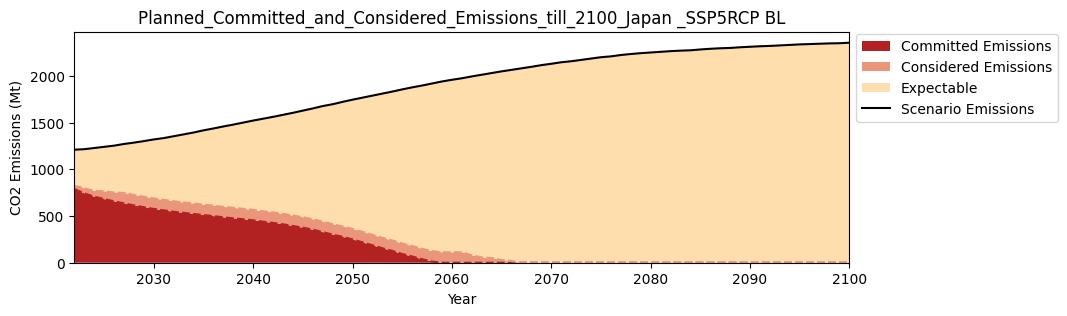 Planned_Committed_and_Considered_Emissions_till_2100_Japan _SSP5RCP BL
Committed Emissions
Considered Emissions
Expectable
Scenario Emissions
CO2 Emissions (Mt)
2000
1500
1000
500
0
2030 2040 2050 2060 2070 2080 2090 2100
Year